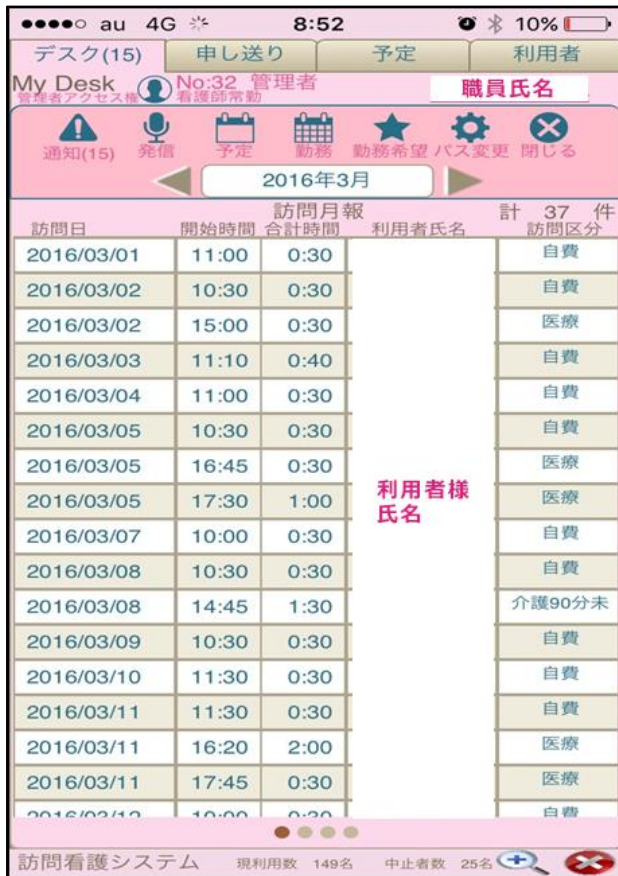 au 4G 8:52 10%
デスク(15) 申し送り 予定 利用者
My Desk No:32 管理者
管理者アクセス権 看護師常勤 職員氏名
通知(15) 発信 予定 勤務 勤務希望 パス変更 閉じる
2016年3月
訪問月報 計 37 件
訪問日 開始時間 合計時間 利用者氏名 訪問区分
2016/03/01 11:00 0:30 自費
2016/03/02 10:30 0:30 自費
2016/03/02 15:00 0:30 医療
2016/03/03 11:10 0:40 自費
2016/03/04 11:00 0:30 自費
2016/03/05 10:30 0:30 自費
2016/03/05 16:45 0:30 医療
利用者様
氏名
2016/03/05 17:30 1:00 医療
2016/03/07 10:00 0:30 自費
2016/03/08 10:30 0:30 自費
2016/03/08 14:45 1:30 介護90分未
2016/03/09 10:30 0:30 自費
2016/03/10 11:30 0:30 自費
2016/03/11 11:30 0:30 自費
2016/03/11 16:20 2:00 医療
2016/03/11 17:45 0:30 医療
2016/03/12 10:00 0:30 自費
訪問看護システム 現利用数 149名 中止者数 25名